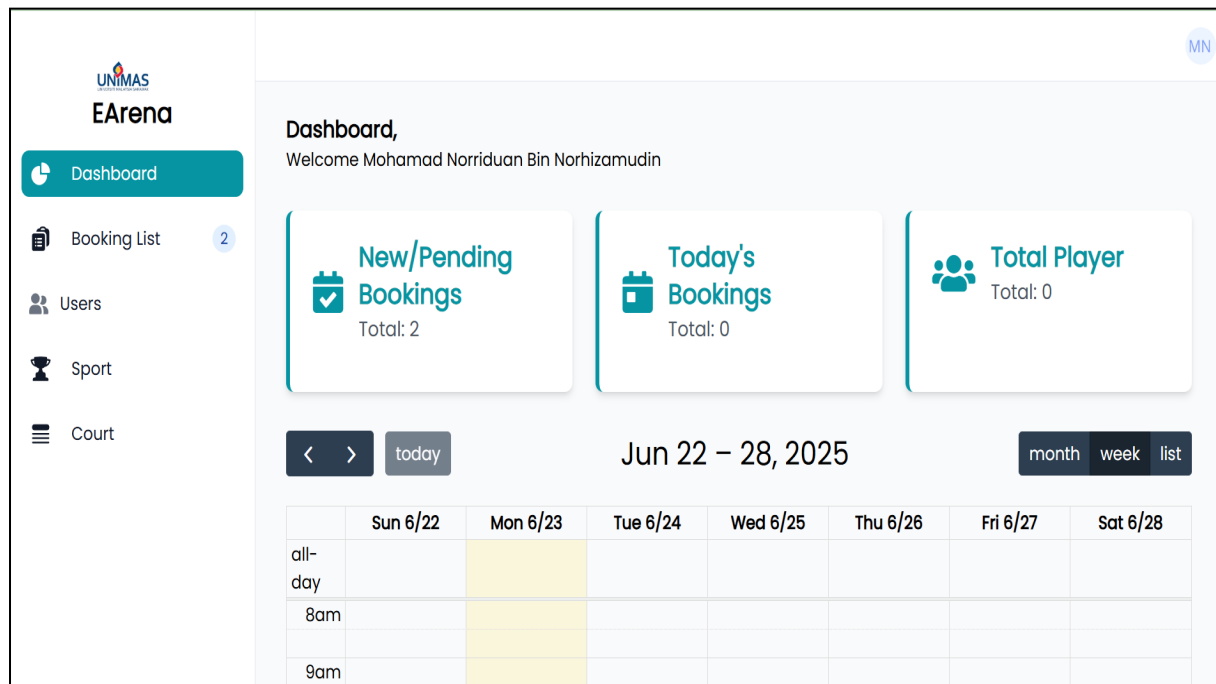 UNIMAS
UNIVERSITI MALAYSIA SARAWAK
EArena
Dashboard
Booking List 2
Users
Sport
Court
MN
Dashboard,
Welcome Mohamad Norriduan Bin Norhizamudin
New/Pending
Bookings
Total: 2
Today's
Bookings
Total: 0
Total Player
Total: 0
today
Jun 22 – 28, 2025
month week list
Sun 6/22 Mon 6/23 Tue 6/24 Wed 6/25 Thu 6/26 Fri 6/27 Sat 6/28
all-
day
8am
9am